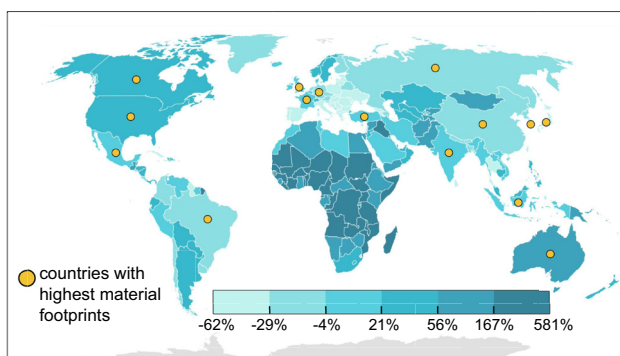 countries with
highest material
footprints
-62% -29% -4% 21% 56% 167% 581%